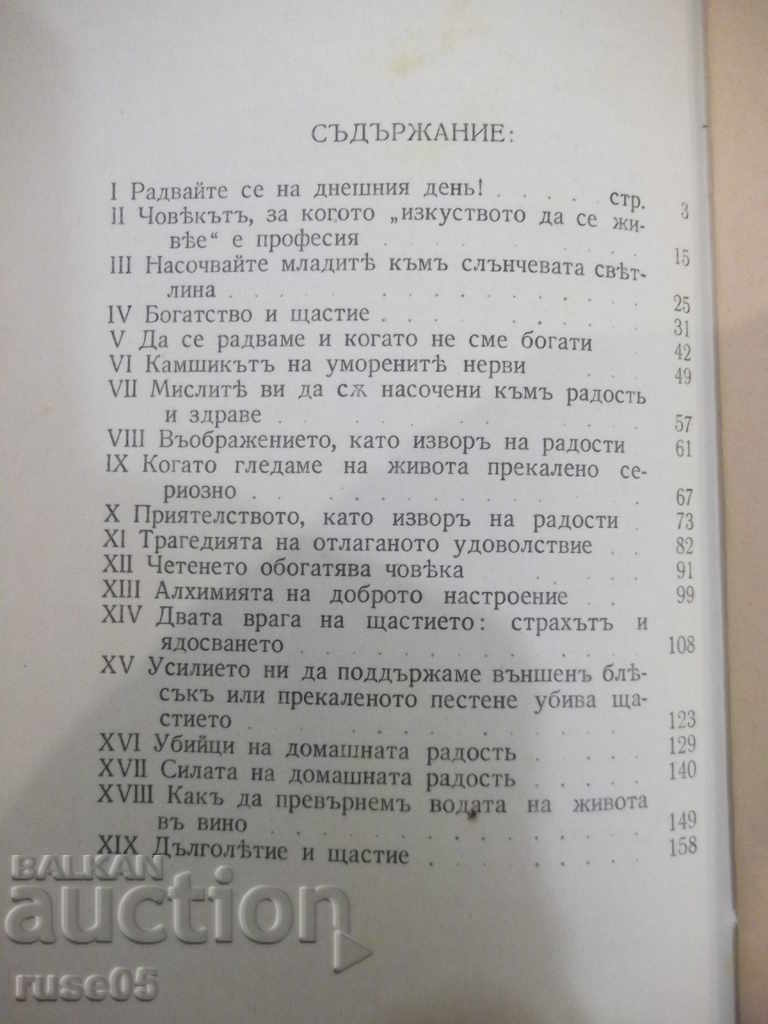 СЪДЪРЖАНИЕ:
стр.
I Радвайте се на днешния день! . . . . . 3
II Човѣкътъ, за когото „изкуството да се жи-
вѣе“ е професия . . . . . . . 15
III Насочвайте младитѣ къмъ слънчевата свѣт-
лина . . . . . . . . . . 25
IV Богатство и щастие . . . . . . . 31
V Да се радваме и когато не сме богати 42
VI Камшикътъ на уморенитѣ нерви . . . 49
VII Мислитѣ ви да сѫ насочени къмъ радость
и здраве . . . . . . . . . 57
VIII Въображението, като изворъ на радости 61
IX Когато гледаме на живота прекалено се-
риозно . . . . . . . . . . 67
X Приятелството, като изворъ на радости . 73
XI Трагедията на отлаганото удоволствие . . 82
XII Четенето обогатява човѣка . . . . 91
XIII Алхимията на доброто настроение . . 99
XIV Двата врага на щастието: страхътъ и
ядосването . . . . . . . . 108
XV Усилието ни да поддържаме външенъ блѣ-
съкъ или прекаленото пестене убива ща-
стието . . . . . . . . . . 123
XVI Убийци на домашната радость . . . . 129
XVII Силата на домашната радость . . . . 140
XVIII Какъ да превърнемъ водата на живота
въ вино . . . . . . . . . 149
XIX Дълголѣтие и щастие . . . . . . 158
BALKAN
auction
ruse05